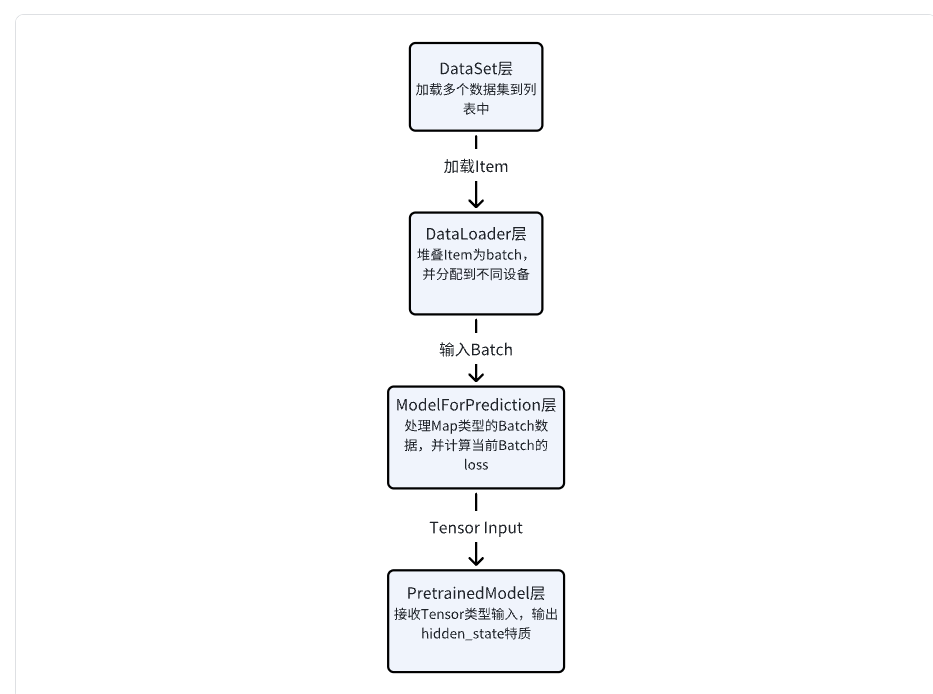 DataSet层
加载多个数据集到列
表中
加载Item
DataLoader层
堆叠Item为batch，
并分配到不同设备
输入Batch
ModelForPrediction层
处理Map类型的Batch数
据，并计算当前Batch的
loss
Tensor Input
PretrainedModel层
接收Tensor类型输入，输出
hidden_state特质